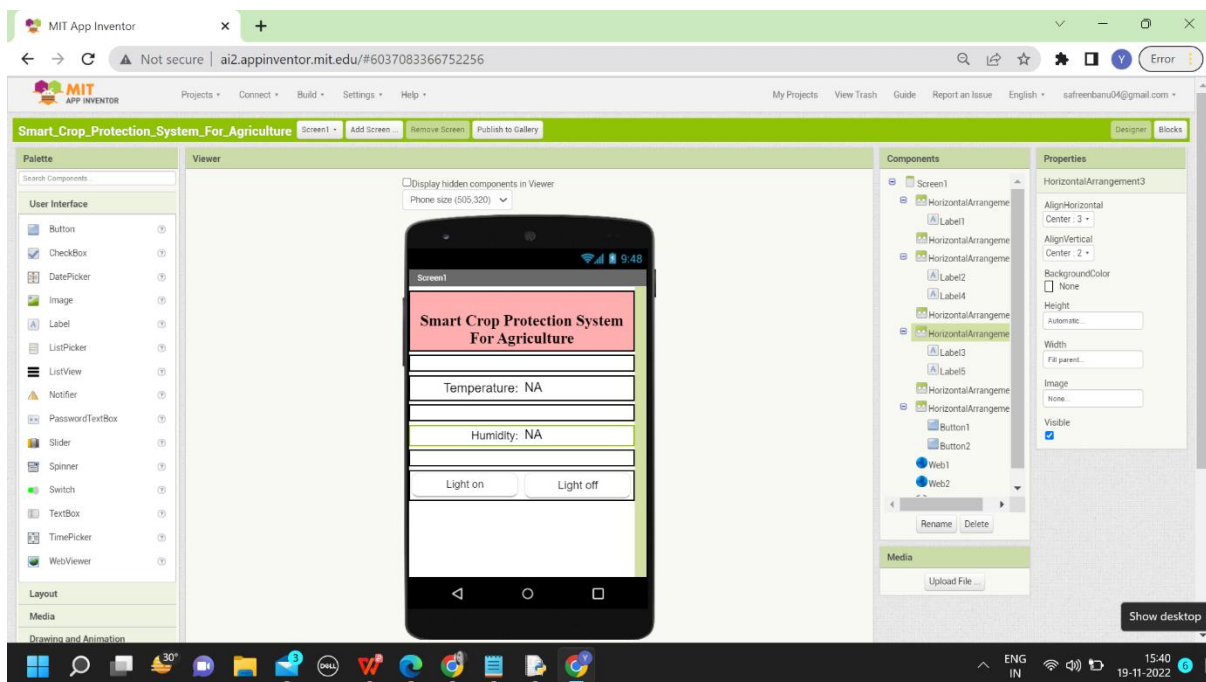 MIT App Inventor
Not secure | ai2.appinventor.mit.edu/#6037083366752256
Y
Error
MIT
APP INVENTOR
Projects Connect Build Settings Help
My Projects View Trash Guide Report an Issue English safreenbanu04@gmail.com
Smart_Crop_Protection_System_For_Agriculture Screen1 Add Screen ... Remove Screen Publish to Gallery
Designer Blocks
Palette
Search Components...
User Interface
Button
CheckBox
DatePicker
Image
Label
ListPicker
ListView
Notifier
PasswordTextBox
Slider
Spinner
Switch
TextBox
TimePicker
WebViewer
Layout
Media
Drawing and Animation
Viewer
Display hidden components in Viewer
Phone size (505,320)
9:48
Screen1
Smart Crop Protection System
For Agriculture
Temperature: NA
Humidity: NA
Light on Light off
Components
Screen1
HorizontalArrangeme
Label1
HorizontalArrangeme
HorizontalArrangeme
Label2
Label4
HorizontalArrangeme
HorizontalArrangeme
Label3
Label5
HorizontalArrangeme
HorizontalArrangeme
Button1
Button2
Web1
Web2
Rename Delete
Media
Upload File ...
Properties
HorizontalArrangement3
AlignHorizontal
Center : 3
AlignVertical
Center : 2
BackgroundColor
None
Height
Automatic...
Width
Fill parent...
Image
None...
Visible
Show desktop
30°
3
DELL
Y
ENG
IN
15:40
19-11-2022
6